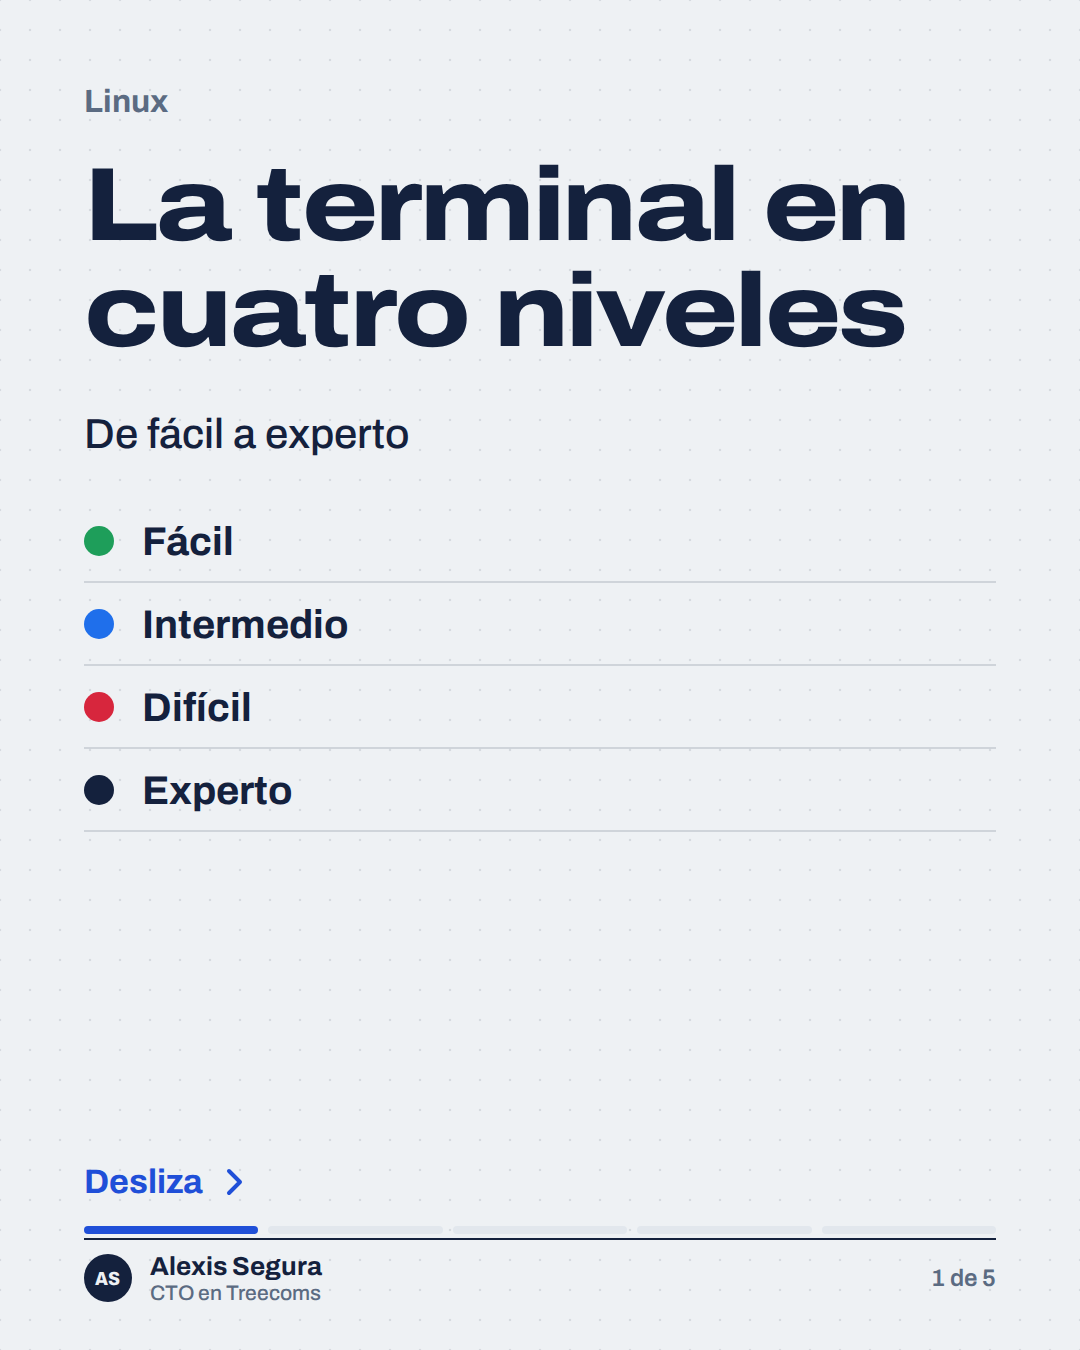 Linux
La terminal en
cuatro niveles
De fácil a experto
Fácil
Intermedio
Difícil
Experto
Desliza
AS
Alexis Segura
CTO en Treecoms
1 de 5